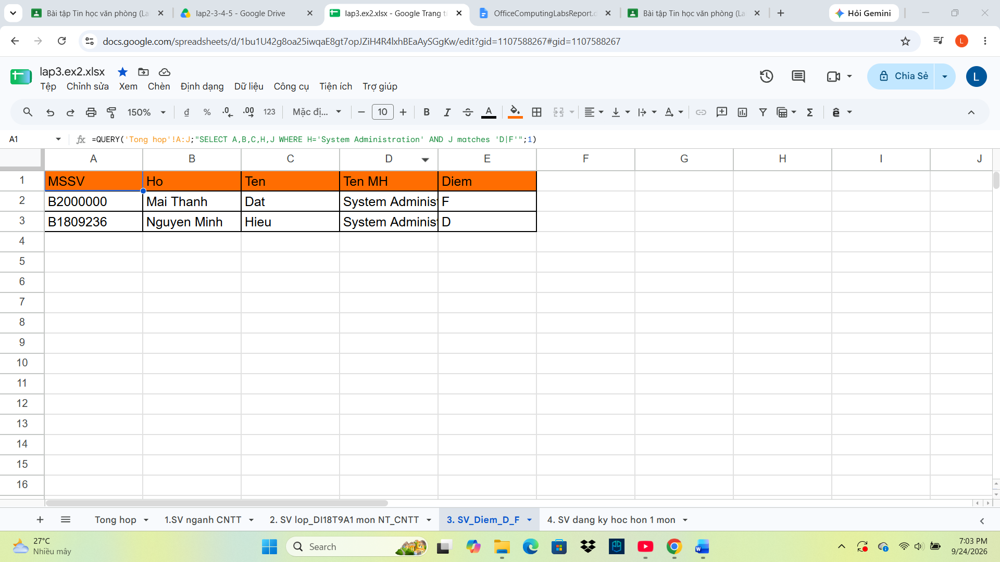 Bài tập Tin học văn phòng (La
lap2-3-4-5 - Google Drive
lap3.ex2.xlsx - Google Trang tí
OfficeComputingLabsReport.d
Bài tập Tin học văn phòng (La
Hỏi Gemini
docs.google.com/spreadsheets/d/1bu1U42g8oa25iwqaE8gt7opJZiH4R4lxhBEaAySGgKw/edit?gid=1107588267#gid=1107588267
L
lap3.ex2.xlsx
Tệp Chỉnh sửa Xem Chèn Định dạng Dữ liệu Công cụ Tiện ích Trợ giúp
Chia Sẻ
L
150% đ % .0 .00 123 Mặc đị... 10 B I S A
A1
=QUERY('Tong hop'!A:J;"SELECT A,B,C,H,J WHERE H='System Administration' AND J matches 'D|F'";1)
A B C D E F G H I J
1 MSSV Ho Ten Ten MH Diem
2 B2000000 Mai Thanh Dat System Adminis F
3 B1809236 Nguyen Minh Hieu System Adminis D
4
5
6
7
8
9
10
11
12
13
14
15
16
Tong hop
1.SV nganh CNTT
2. SV lop_DI18T9A1 mon NT_CNTT
3. SV_Diem_D_F
4. SV dang ky hoc hon 1 mon
27°C
Nhiều mây
Search
7:03 PM
9/24/2026